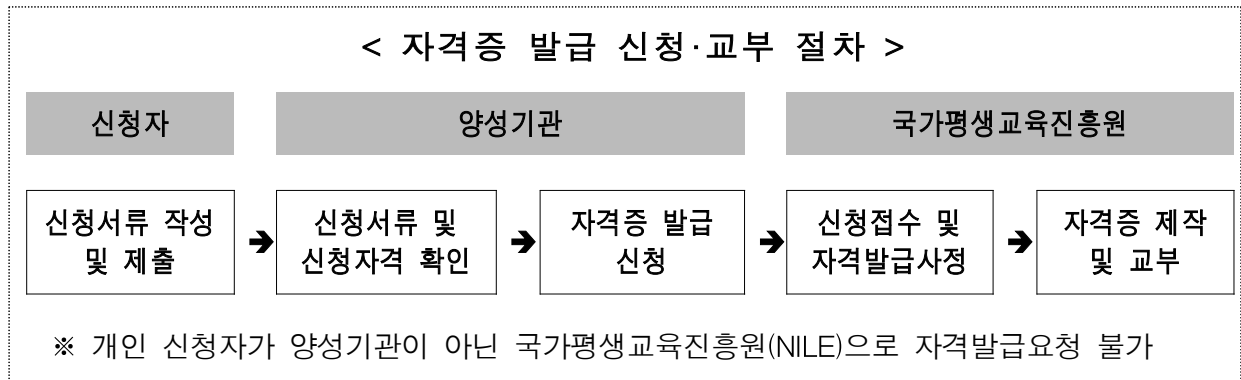 < 자격증 발급 신청·교부 절차 >
신청자
양성기관
국가평생교육진흥원
신청서류 작성
및 제출
➔
신청서류 및
신청자격 확인
➔
자격증 발급
신청
➔
신청접수 및
자격발급사정
➔
자격증 제작
및 교부
※ 개인 신청자가 양성기관이 아닌 국가평생교육진흥원(NILE)으로 자격발급요청 불가